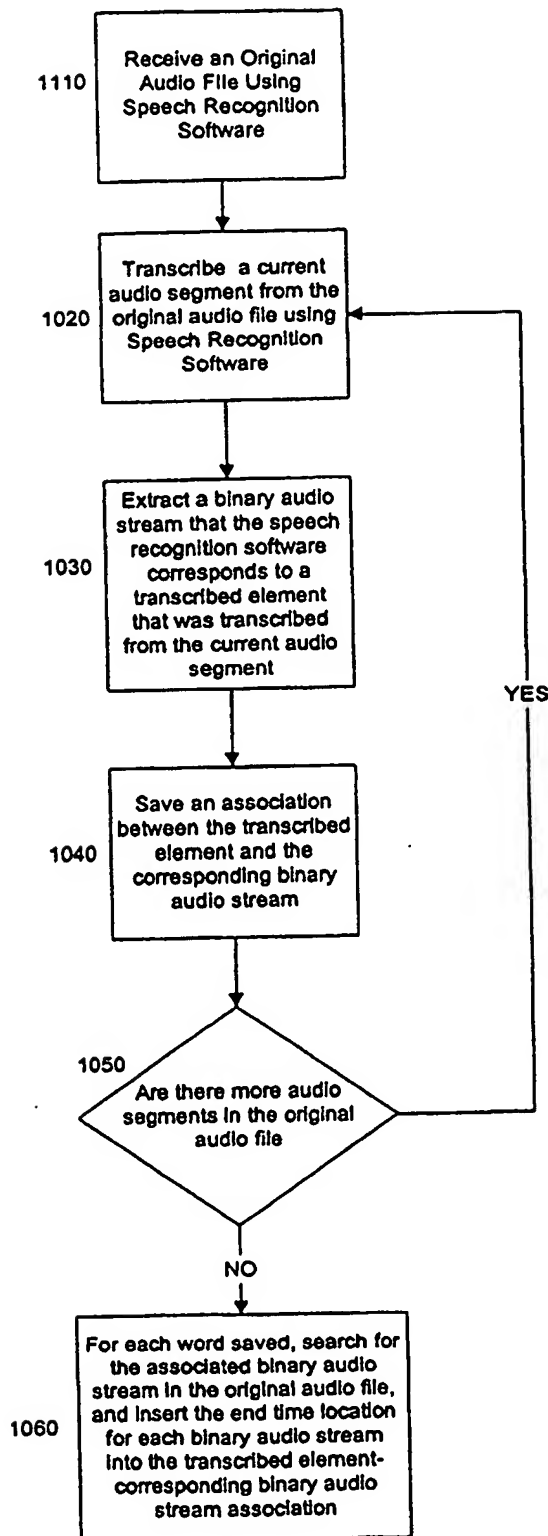 1110
Receive an Original
Audio File Using
Speech Recognition
Software
Transcribe a current
audio segment from the
original audio file using
Speech Recognition
Software
1020
Extract a binary audio
stream that the speech
recognition software
corresponds to a
transcribed element
that was transcribed
from the current audio
segment
1030
YES
Save an association
between the transcribed
element and the
corresponding binary
audio stream
1040
1050
Are there more audio
segments in the original
audio file
NO
For each word saved, search for
the associated binary audio
stream in the original audio file,
and insert the end time location
for each binary audio stream
into the transcribed element-
corresponding binary audio
stream association
1060